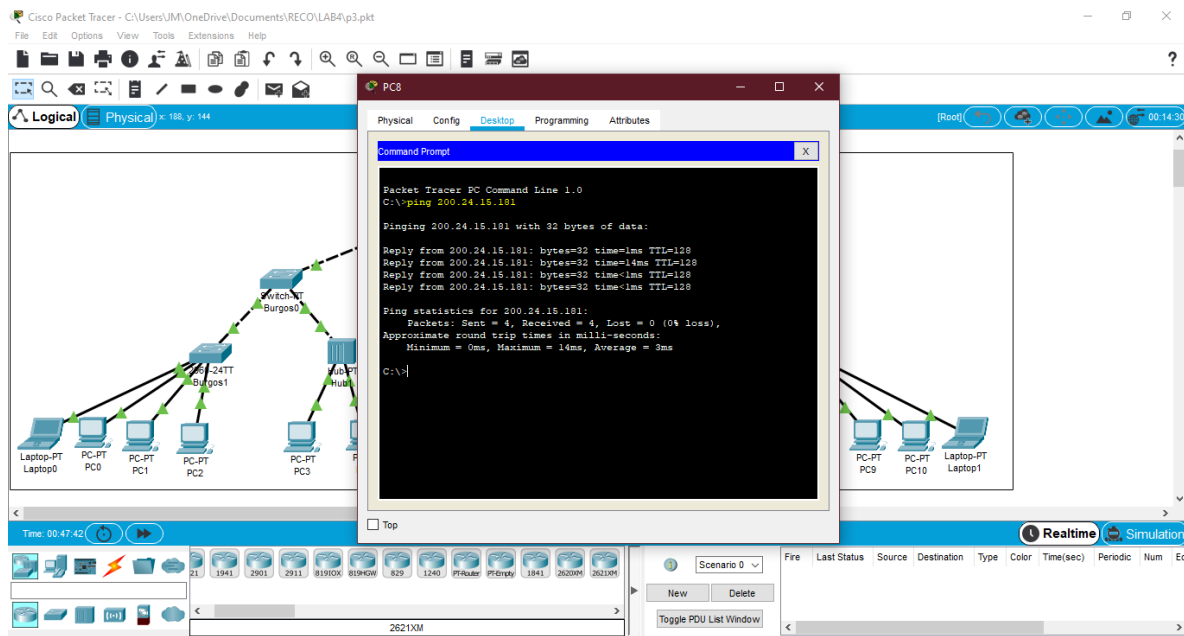 Cisco Packet Tracer - C:\Users\JM\OneDrive\Documents\RECO\LAB4\p3.pkt
File Edit Options View Tools Extensions Help
?
PC8
Logical
Physical
x: 188, y: 144
[Root]
00:14:30
Physical Config Desktop Programming Attributes
Command Prompt
X
Packet Tracer PC Command Line 1.0
C:\>ping 200.24.15.181
Pinging 200.24.15.181 with 32 bytes of data:
Reply from 200.24.15.181: bytes=32 time=1ms TTL=128
Reply from 200.24.15.181: bytes=32 time=14ms TTL=128
Reply from 200.24.15.181: bytes=32 time<1ms TTL=128
Reply from 200.24.15.181: bytes=32 time<1ms TTL=128
Ping statistics for 200.24.15.181:
Packets: Sent = 4, Received = 4, Lost = 0 (0% loss),
Approximate round trip times in milli-seconds:
Minimum = 0ms, Maximum = 14ms, Average = 3ms
C:\>
Top
Switch-PT
Burgos0
2960-24TT
Burgos1
Hub-PT
Hub1
Laptop-PT
Laptop0
PC-PT
PC0
PC-PT
PC1
PC-PT
PC2
PC-PT
PC3
PC-PT
PC9
PC-PT
PC10
Laptop-PT
Laptop1
Time: 00:47:42
Realtime
Simulation
21 1941 2901 2911 819IOX 819HGW 829 1240 PT-Router PT-Empty 1841 2620XM 2621XM
2621XM
Scenario 0
New Delete
Toggle PDU List Window
Fire Last Status Source Destination Type Color Time(sec) Periodic Num Ed